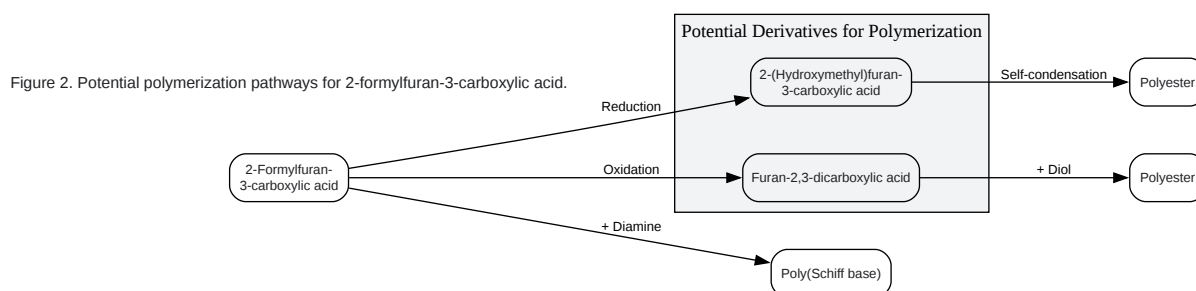 Potential Derivatives for Polymerization
Figure 2. Potential polymerization pathways for 2-formylfuran-3-carboxylic acid.
2-(Hydroxymethyl)furan-
3-carboxylic acid
Self-condensation
Polyester
Reduction
2-Formylfuran-
3-carboxylic acid
Oxidation
Furan-2,3-dicarboxylic acid
+ Diol
Polyester
+ Diamine
Poly(Schiff base)